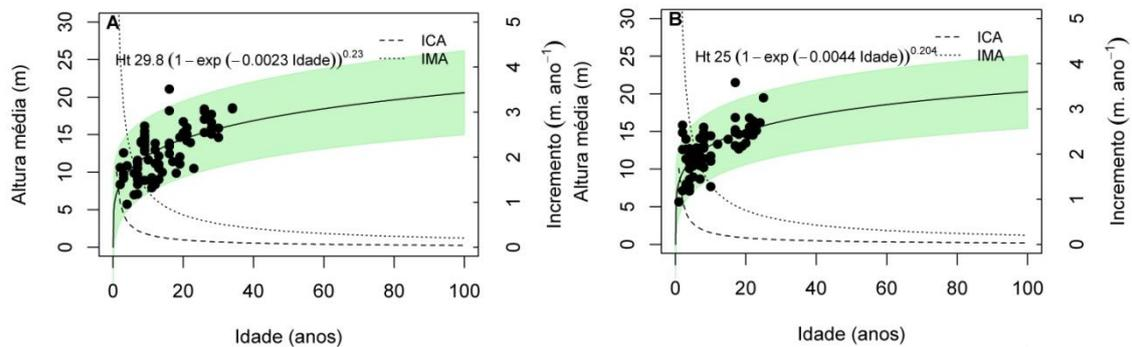 A
Ht 29.8 (1 − exp (−0.0023 Idade))^0.23
ICA
IMA
Altura média (m)
30
25
20
15
10
5
0
5
4
3
2
1
0
Incremento (m. ano⁻¹)
0 20 40 60 80 100
Idade (anos)
B
Ht 25 (1 − exp (−0.0044 Idade))^0.204
ICA
IMA
Altura média (m)
30
25
20
15
10
5
0
5
4
3
2
1
0
Incremento (m. ano⁻¹)
0 20 40 60 80 100
Idade (anos)